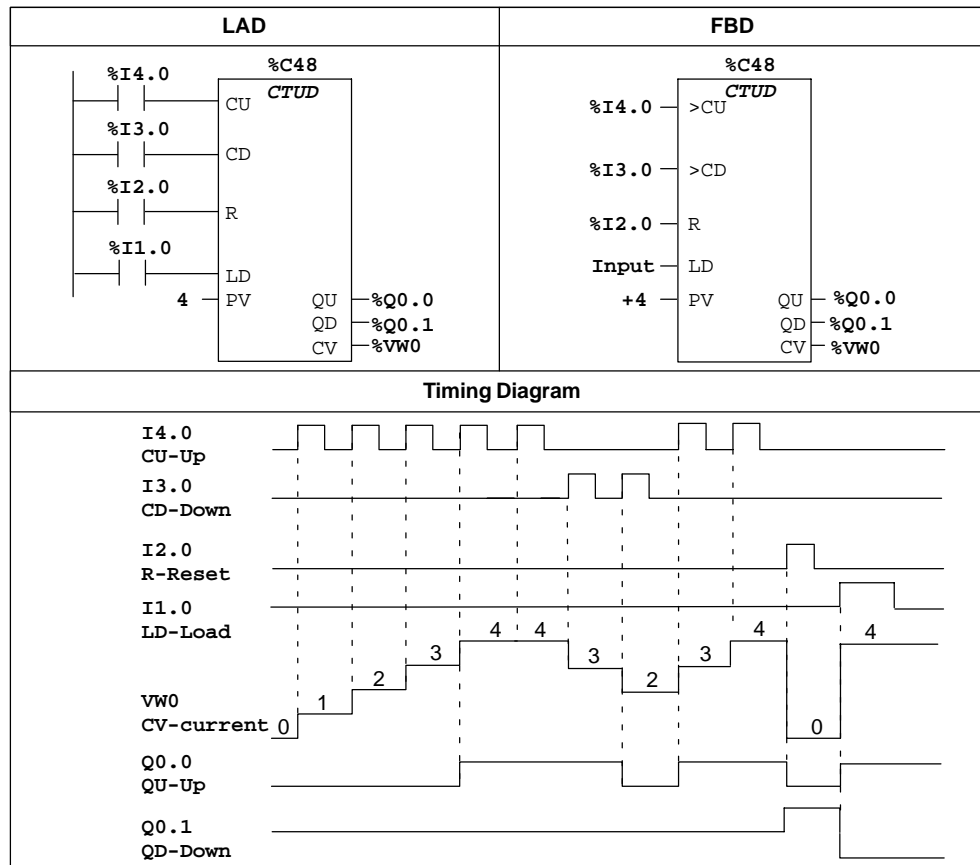 LAD FBD
%C48 %C48
%I4.0 CTUD CTUD
CU %I4.0 >CU
%I3.0
CD %I3.0 >CD
%I2.0
R %I2.0 R
%I1.0
LD Input LD
4 PV QU %Q0.0 +4 PV QU %Q0.0
QD %Q0.1 QD %Q0.1
CV %VW0 CV %VW0
Timing Diagram
I4.0
CU-Up
I3.0
CD-Down
I2.0
R-Reset
I1.0
LD-Load
4 4 4 4
3 3 3
2 2
VW0 1
CV-current 0 0
Q0.0
QU-Up
Q0.1
QD-Down